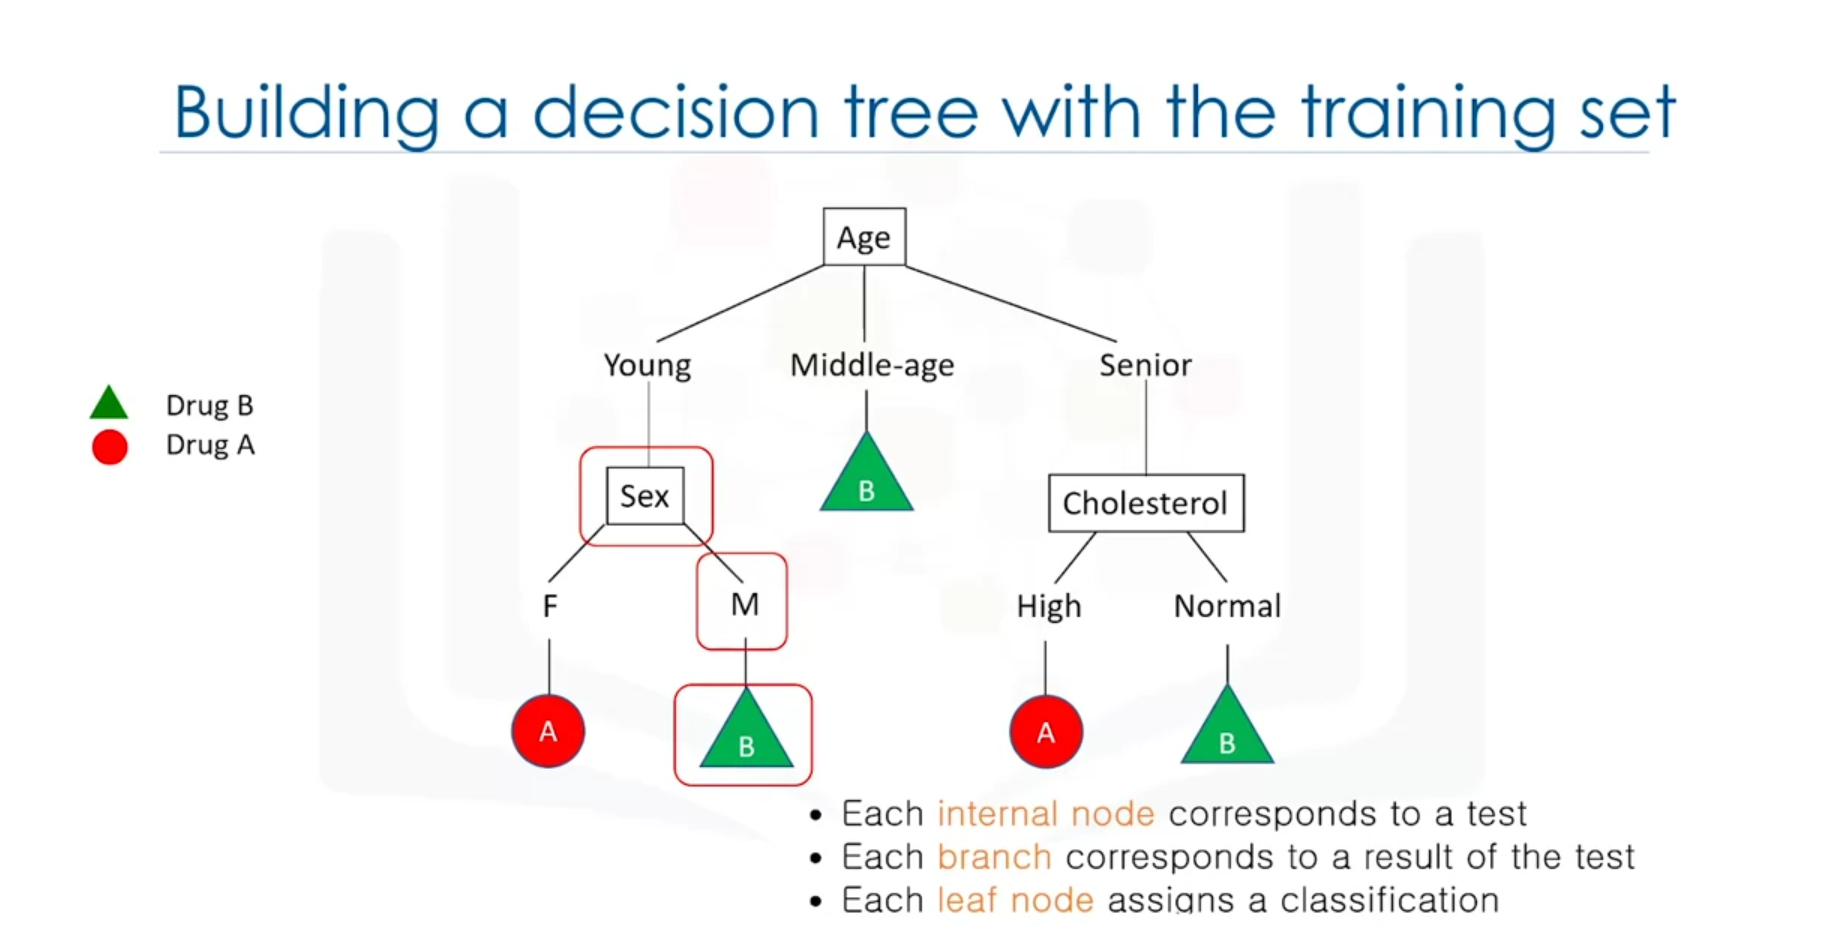 Building a decision tree with the training set
Age
Young
Middle-age
Senior
Drug B
Drug A
Sex
B
Cholesterol
F
M
High
Normal
A
B
A
B
• Each internal node corresponds to a test
• Each branch corresponds to a result of the test
• Each leaf node assigns a classification